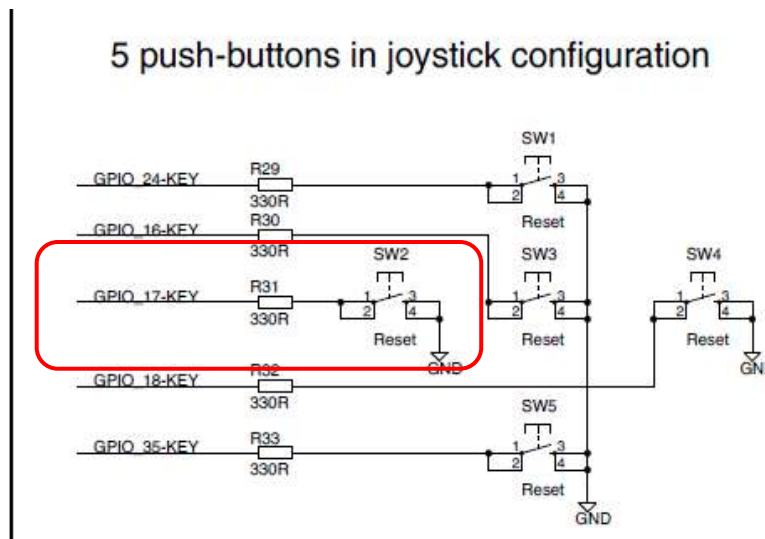 5 push-buttons in joystick configuration
SW1
GPIO_24-KEY R29 1 3
330R 2 4
Reset
GPIO_16-KEY R30
330R SW2 SW3 SW4
GPIO_17-KEY R31 1 3 1 3 1 3
330R 2 4 2 4 2 4
Reset Reset Reset
GND GN
GPIO_18-KEY R32
330R
SW5
GPIO_35-KEY R33 1 3
330R 2 4
Reset
GND